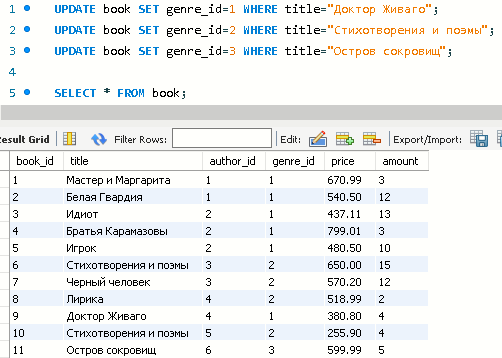 1 UPDATE book SET genre_id=1 WHERE title="Доктор Живаго";
2 UPDATE book SET genre_id=2 WHERE title="Стихотворения и поэмы";
3 UPDATE book SET genre_id=3 WHERE title="Остров сокровищ";
4
5 SELECT * FROM book;
Result Grid Filter Rows: Edit: Export/Import:
book_id title author_id genre_id price amount
1 Мастер и Маргарита 1 1 670.99 3
2 Белая Гвардия 1 1 540.50 12
3 Идиот 2 1 437.11 13
4 Братья Карамазовы 2 1 799.01 3
5 Игрок 2 1 480.50 10
6 Стихотворения и поэмы 3 2 650.00 15
7 Черный человек 3 2 570.20 12
8 Лирика 4 2 518.99 2
9 Доктор Живаго 4 1 380.80 4
10 Стихотворения и поэмы 5 2 255.90 4
11 Остров сокровищ 6 3 599.99 5